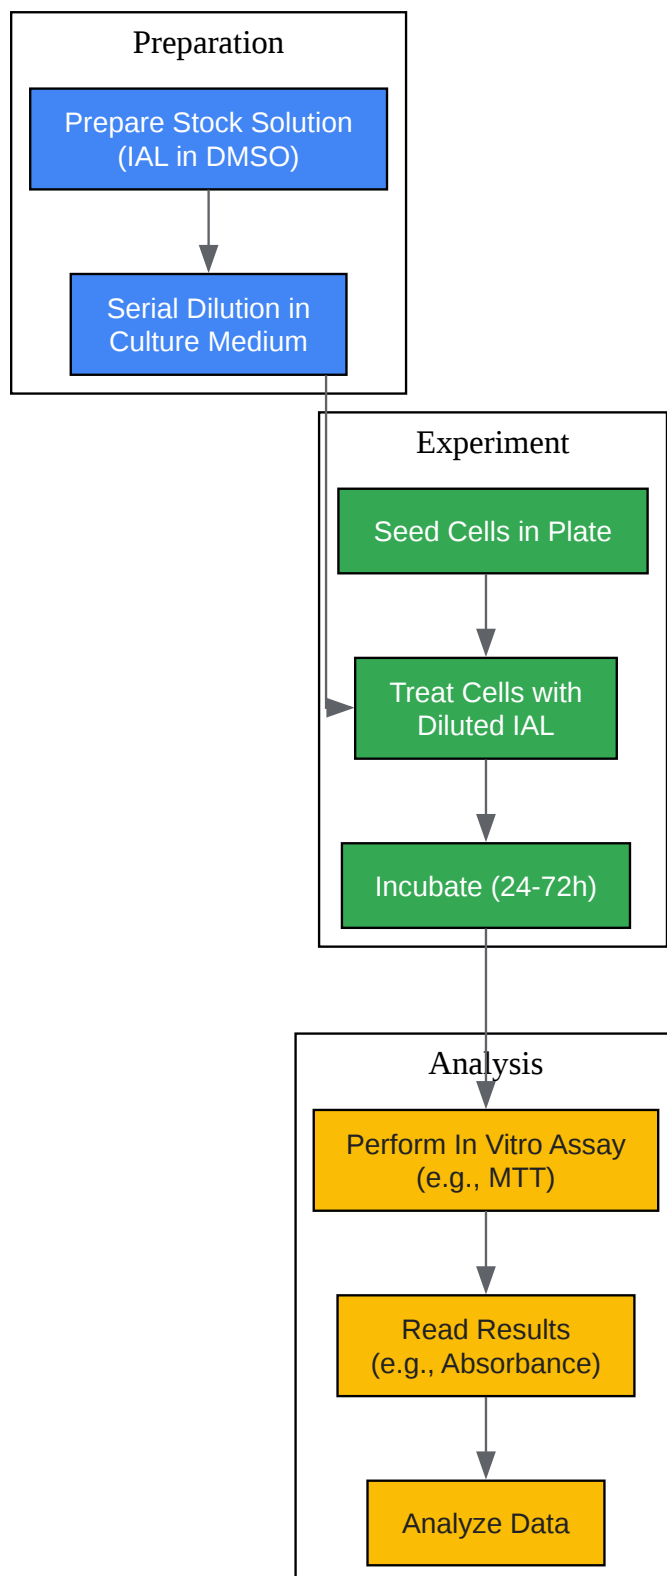 Preparation
Prepare Stock Solution
(IAL in DMSO)
Serial Dilution in
Culture Medium
Experiment
Seed Cells in Plate
Treat Cells with
Diluted IAL
Incubate (24-72h)
Analysis
Perform In Vitro Assay
(e.g., MTT)
Read Results
(e.g., Absorbance)
Analyze Data